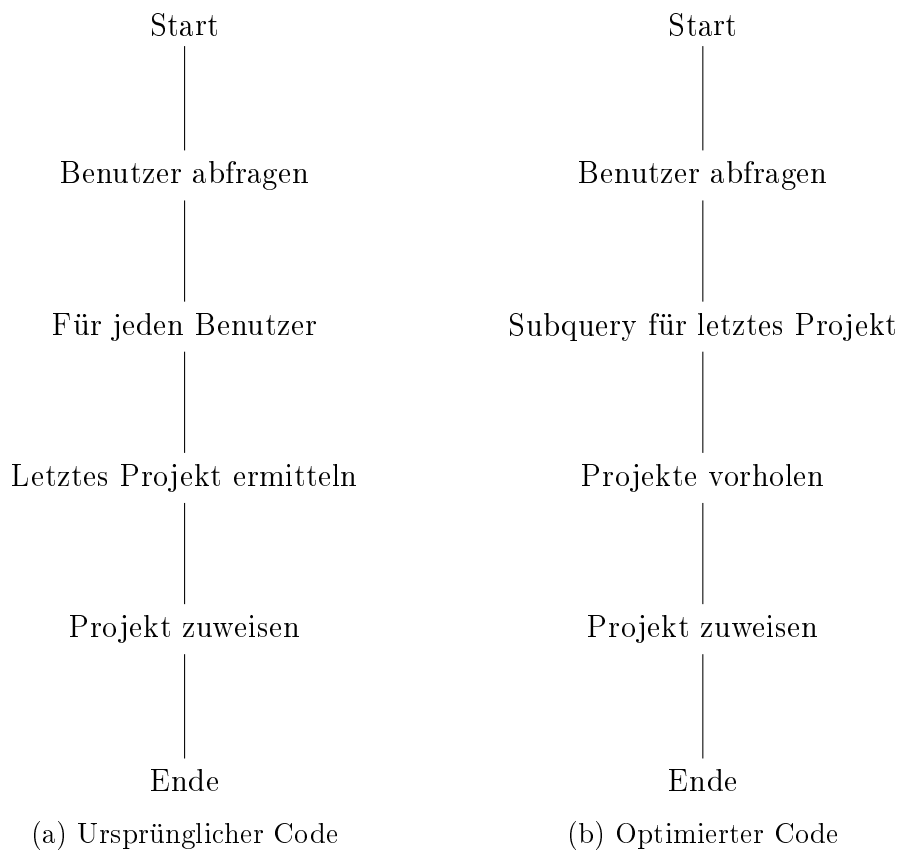 Start
Benutzer abfragen
Für jeden Benutzer
Letztes Projekt ermitteln
Projekt zuweisen
Ende
(a) Ursprünglicher Code
Start
Benutzer abfragen
Subquery für letztes Projekt
Projekte vorholen
Projekt zuweisen
Ende
(b) Optimierter Code